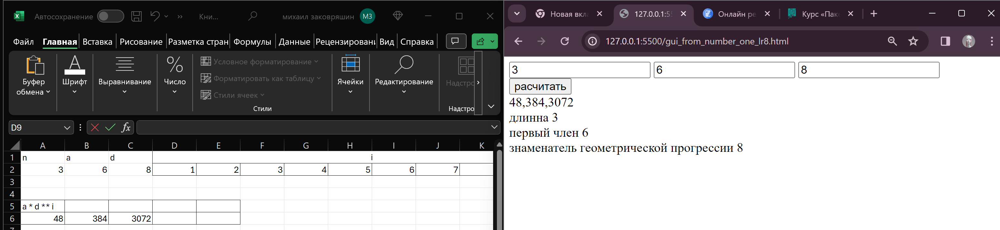 Автосохранение
Кни...
михаил заковряшин
МЗ
Файл Главная Вставка Рисование Разметка стран Формулы Данные Рецензировани Вид Справка
Буфер обмена
Шрифт
Выравнивание
Число
Условное форматирование
Форматировать как таблицу
Стили ячеек
Стили
Ячейки
Редактирование
Надстро
Надстро
D9
fx
A B C D E F G H I J K
1 n a d i
2 3 6 8 1 2 3 4 5 6 7
3
4
5 a * d ** i
6 48 384 3072
7
Новая вкла
127.0.0.1:55
Онлайн ре
Курс «Паке
127.0.0.1:5500/gui_from_number_one_lr8.html
3 6 8
расчитать
48,384,3072
длинна 3
первый член 6
знаменатель геометрической прогрессии 8